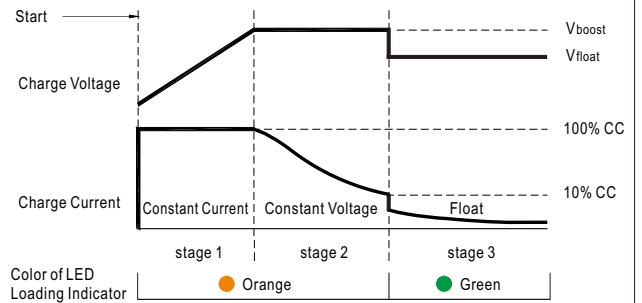 Start
Vboost
Vfloat
Charge Voltage
100% CC
10% CC
Charge Current
Constant Current
Constant Voltage
Float
stage 1
stage 2
stage 3
Color of LED
Loading Indicator
Orange
Green